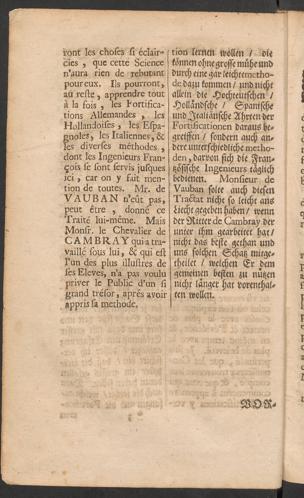 ront les choses si éclair-
cies , que cette Science
n'aura rien de rebutant
pour eux. Ils pourront,
au reste , apprendre tout
à la fois , les Fortifica-
tions Allemandes , les
Hollandoises , les Espa-
gnoles, les Italiennes, &
les diverses méthodes ,
dont les Ingenieurs Fran-
çois se sont servis jusques
ici , car on y fait men-
tion de toutes. Mr. de
VAUBAN n'eût pas,
peut être , donné ce
Traité lui-même. Mais
Monsr. le Chevalier de
CAMBRAY qui a tra-
vaillé sous lui, & qui est
l'un des plus illustres de
ses Eleves, n'a pas voulu
priver le Public d'un si
grand trésor, aprés avoir
appris sa methode.
tion lernen wollen / die
können ohne grosse mühe und
durch eine gar leichte metho-
de dazu kommen / und nicht
allein die Hochteutschen /
Holländsche / Spanische
und Italiänische Ahrten der
Fortificationen daraus be-
greiffen / sondern auch an-
dere unterschiedliche metho-
den , darvon sich die Fran-
zösische Ingenieurs täglich
bedienen. Monsieur de
Vauban solte auch diesen
Tractat nicht so leicht ans
Liecht gegeben haben / wenn
der Ritter de Cambray der
unter ihm gearbeitet hat /
nicht das beste gethan und
uns solchen Schatz mitge-
theilet / welchen Er dem
gemeinen besten zu nutzen
nicht länger hat vorenthal-
ten wollen.
VOR-